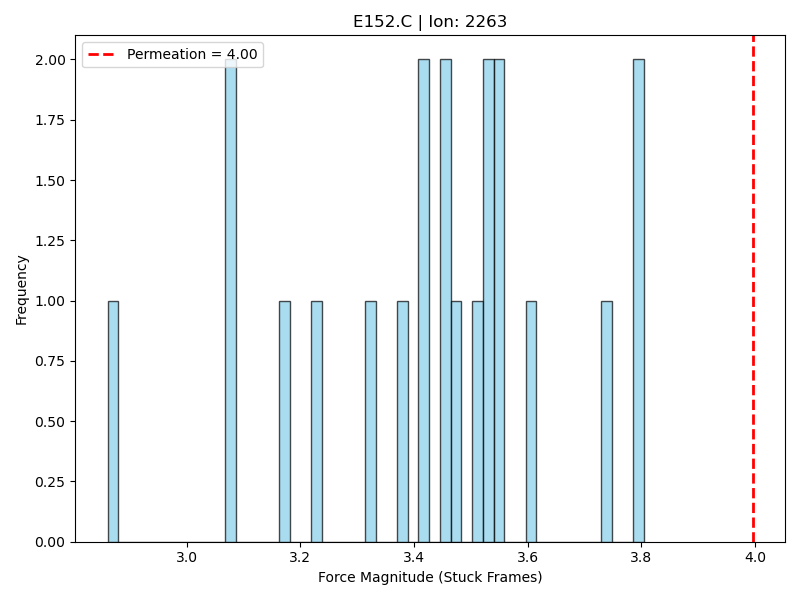 E152.C | Ion: 2263
Permeation = 4.00
2.00
1.75
1.50
1.25
1.00
0.75
0.50
0.25
0.00
Frequency
3.0 3.2 3.4 3.6 3.8 4.0
Force Magnitude (Stuck Frames)